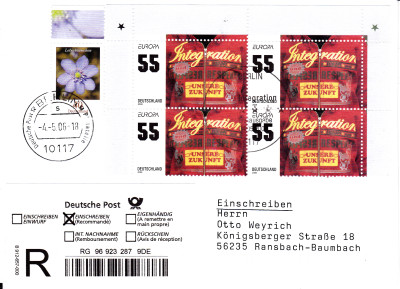 EUROPA
EUROPA
Integration
Integration
55
55
UNSERE
ZUKUNFT
UNSERE
ZUKUNFT
DEUTSCHLAND
DEUTSCHLAND
EUROPA
EUROPA
Integration
Integration
55
55
UNSERE
ZUKUNFT
UNSERE
ZUKUNFT
DEUTSCHLAND
DEUTSCHLAND
-4-5.06-18
10117
Deutsche Post
EINSCHREIBEN
EINWURF
EINSCHREIBEN
(Recommandé)
EIGENHÄNDIG
(A remettre en
main propre)
INT. NACHNAHME
(Remboursement)
RÜCKSCHEIN
(Avis de réception)
R
RG 96 923 287 9DE
Einschreiben
Herrn
Otto Weyrich
Königsberger Straße 18
56235 Ransbach-Baumbach